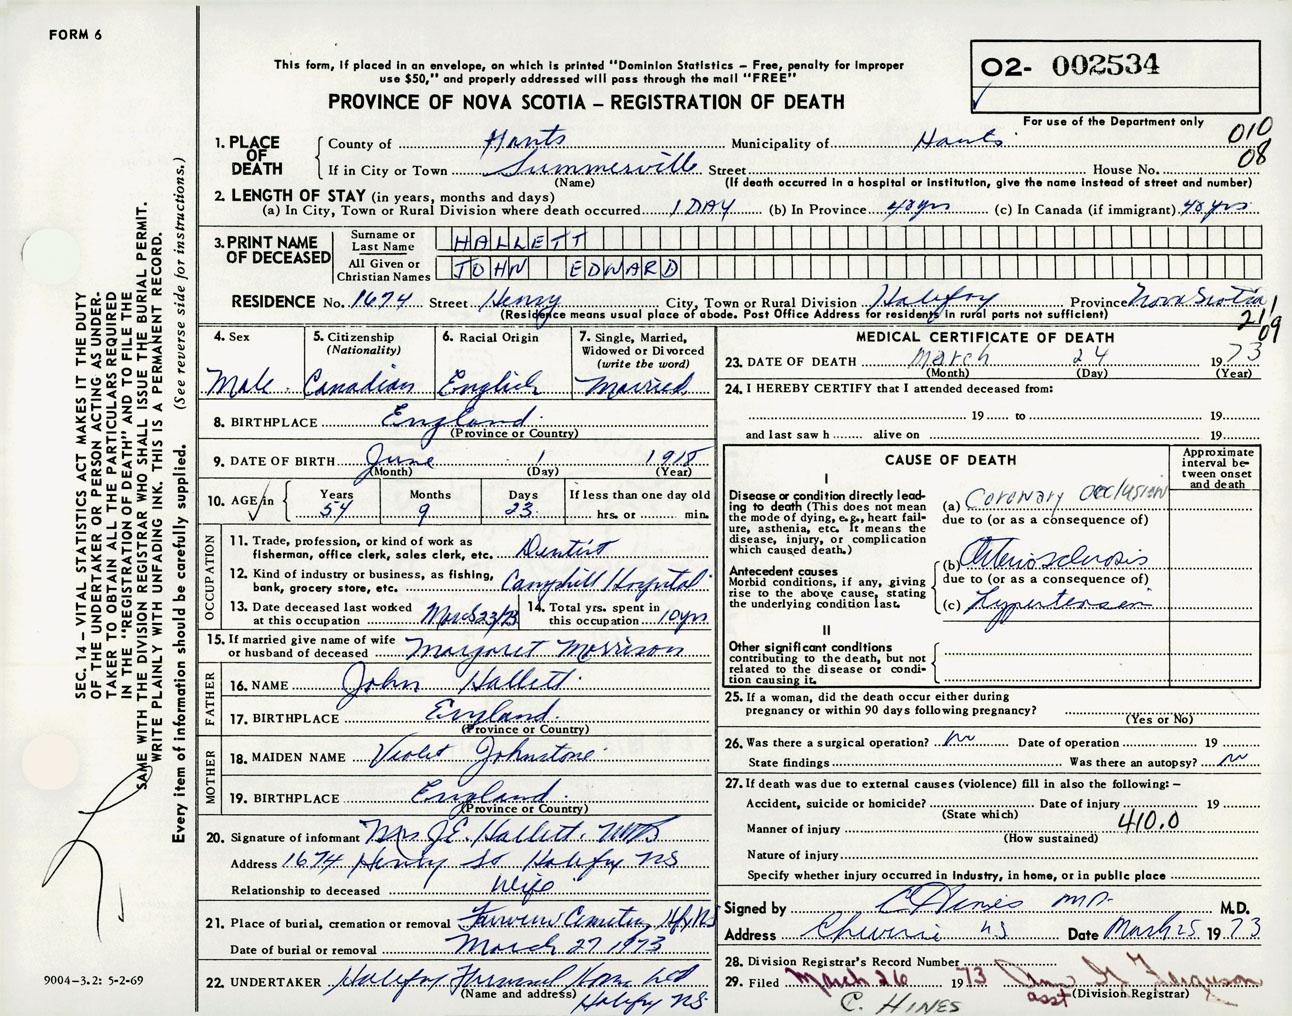 FORM 6
This form, if placed in an envelope, on which is printed "Dominion Statistics – Free, penalty for improper
use $50," and properly addressed will pass through the mail "FREE"
PROVINCE OF NOVA SCOTIA – REGISTRATION OF DEATH
O2- 002534
For use of the Department only
010
08
1. PLACE OF DEATH
County of Hants Municipality of Hants
If in City or Town Summerville Street House No.
(Name) (If death occurred in a hospital or institution, give the name instead of street and number)
2. LENGTH OF STAY (in years, months and days)
(a) In City, Town or Rural Division where death occurred 1 DAY (b) In Province 40 yrs (c) In Canada (if immigrant) 40 yrs
3. PRINT NAME OF DECEASED
Surname or Last Name HALLETT
All Given or Christian Names JOHN EDWARD
RESIDENCE No. 1674 Street Henry City, Town or Rural Division Halifax Province Nova Scotia
(Residence means usual place of abode. Post Office Address for residents in rural parts not sufficient)
21
09
4. Sex
Male
5. Citizenship
(Nationality)
Canadian
6. Racial Origin
English
7. Single, Married,
Widowed or Divorced
(write the word)
Married
8. BIRTHPLACE England
(Province or Country)
9. DATE OF BIRTH June 1 1918
(Month) (Day) (Year)
10. AGE in
Years Months Days If less than one day old
54 9 23 hrs. or min.
OCCUPATION
11. Trade, profession, or kind of work as
fisherman, office clerk, sales clerk, etc. Dentist
12. Kind of industry or business, as fishing,
bank, grocery store, etc. Camphill Hospital
13. Date deceased last worked
at this occupation March 23/73
14. Total yrs. spent in
this occupation 10 yrs
15. If married give name of wife
or husband of deceased Margaret Morrison
FATHER
16. NAME John Hallett
17. BIRTHPLACE England
(Province or Country)
MOTHER
18. MAIDEN NAME Violet Johnstone
19. BIRTHPLACE England
(Province or Country)
20. Signature of informant Mrs J.E. Hallett
Address 1674 Henry St Halifax NS
Relationship to deceased Wife
21. Place of burial, cremation or removal Fairview Cemetery Hfx NS
Date of burial or removal March 27 1973
22. UNDERTAKER Halifax Funeral Home Ltd
(Name and address) Halifax NS
MEDICAL CERTIFICATE OF DEATH
23. DATE OF DEATH March 24 1973
(Month) (Day) (Year)
24. I HEREBY CERTIFY that I attended deceased from:
19 to 19
and last saw h alive on 19
CAUSE OF DEATH
Approximate
interval be-
tween onset
and death
I
Disease or condition directly lead-
ing to death (This does not mean
the mode of dying, e.g., heart fail-
ure, asthenia, etc. It means the
disease, injury, or complication
which caused death.)
(a) Coronary occlusion
due to (or as a consequence of)
Antecedent causes
Morbid conditions, if any, giving
rise to the above cause, stating
the underlying condition last.
(b) Arteriosclerosis
due to (or as a consequence of)
(c) Hypertension
II
Other significant conditions
contributing to the death, but not
related to the disease or condi-
tion causing it.
25. If a woman, did the death occur either during
pregnancy or within 90 days following pregnancy?
(Yes or No)
26. Was there a surgical operation? no Date of operation 19
State findings Was there an autopsy? no
27. If death was due to external causes (violence) fill in also the following: –
Accident, suicide or homicide? Date of injury 19
(State which)
410.0
Manner of injury
(How sustained)
Nature of injury
Specify whether injury occurred in industry, in home, or in public place
Signed by C Hines MD. M.D.
Address Cheverie NS Date March 25 1973
28. Division Registrar's Record Number
29. Filed March 26 1973 Ann G Ferguson
asst (Division Registrar)
C. HINES
SEC. 14 – VITAL STATISTICS ACT MAKES IT THE DUTY
OF THE UNDERTAKER OR PERSON ACTING AS UNDER-
TAKER TO OBTAIN ALL THE PARTICULARS REQUIRED
IN THE "REGISTRATION OF DEATH" AND TO FILE THE
SAME WITH THE DIVISION REGISTRAR WHO SHALL ISSUE THE BURIAL PERMIT.
WRITE PLAINLY WITH UNFADING INK. THIS IS A PERMANENT RECORD.
Every item of information should be carefully supplied. (See reverse side for instructions.)
9004–3.2: 5-2-69